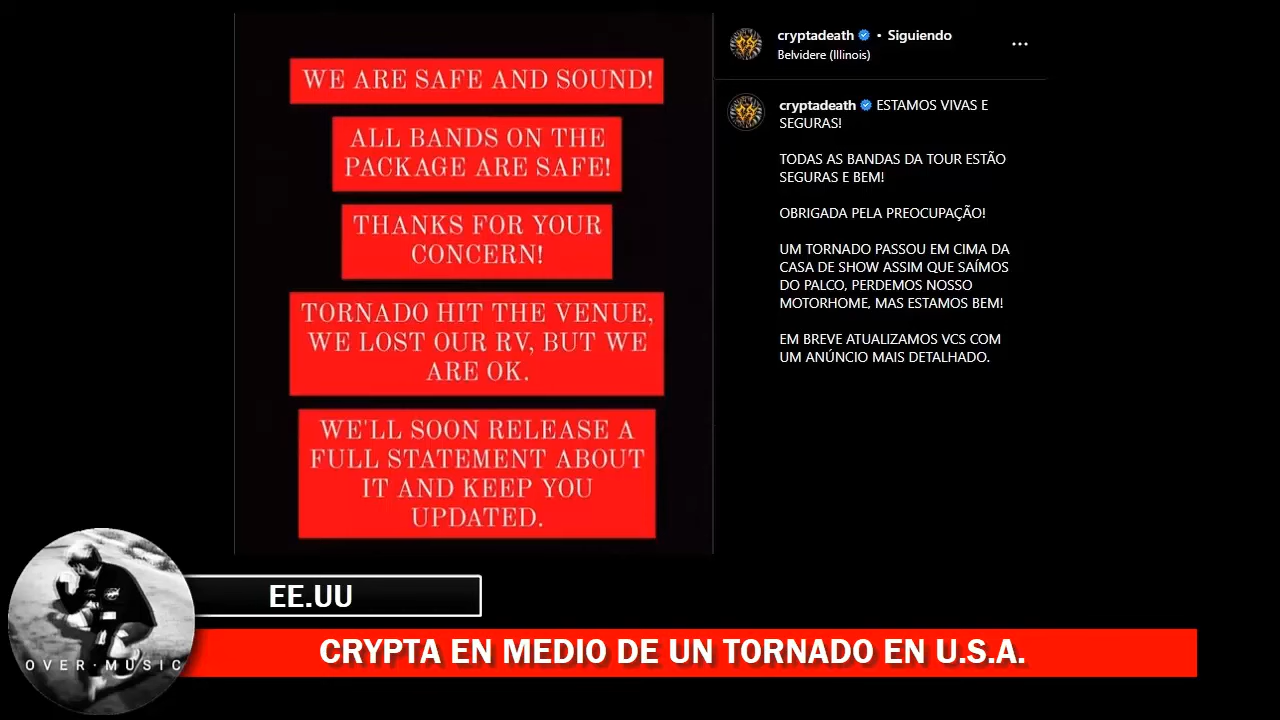 WE ARE SAFE AND SOUND!
ALL BANDS ON THE
PACKAGE ARE SAFE!
THANKS FOR YOUR
CONCERN!
TORNADO HIT THE VENUE,
WE LOST OUR RV, BUT WE
ARE OK.
WE'LL SOON RELEASE A
FULL STATEMENT ABOUT
IT AND KEEP YOU
UPDATED.
cryptadeath • Siguiendo
Belvidere (Illinois)
cryptadeath ESTAMOS VIVAS E
SEGURAS!
TODAS AS BANDAS DA TOUR ESTÃO
SEGURAS E BEM!
OBRIGADA PELA PREOCUPAÇÃO!
UM TORNADO PASSOU EM CIMA DA
CASA DE SHOW ASSIM QUE SAÍMOS
DO PALCO, PERDEMOS NOSSO
MOTORHOME, MAS ESTAMOS BEM!
EM BREVE ATUALIZAMOS VCS COM
UM ANÚNCIO MAIS DETALHADO.
EE.UU
CRYPTA EN MEDIO DE UN TORNADO EN U.S.A.
OVER·MUSIC